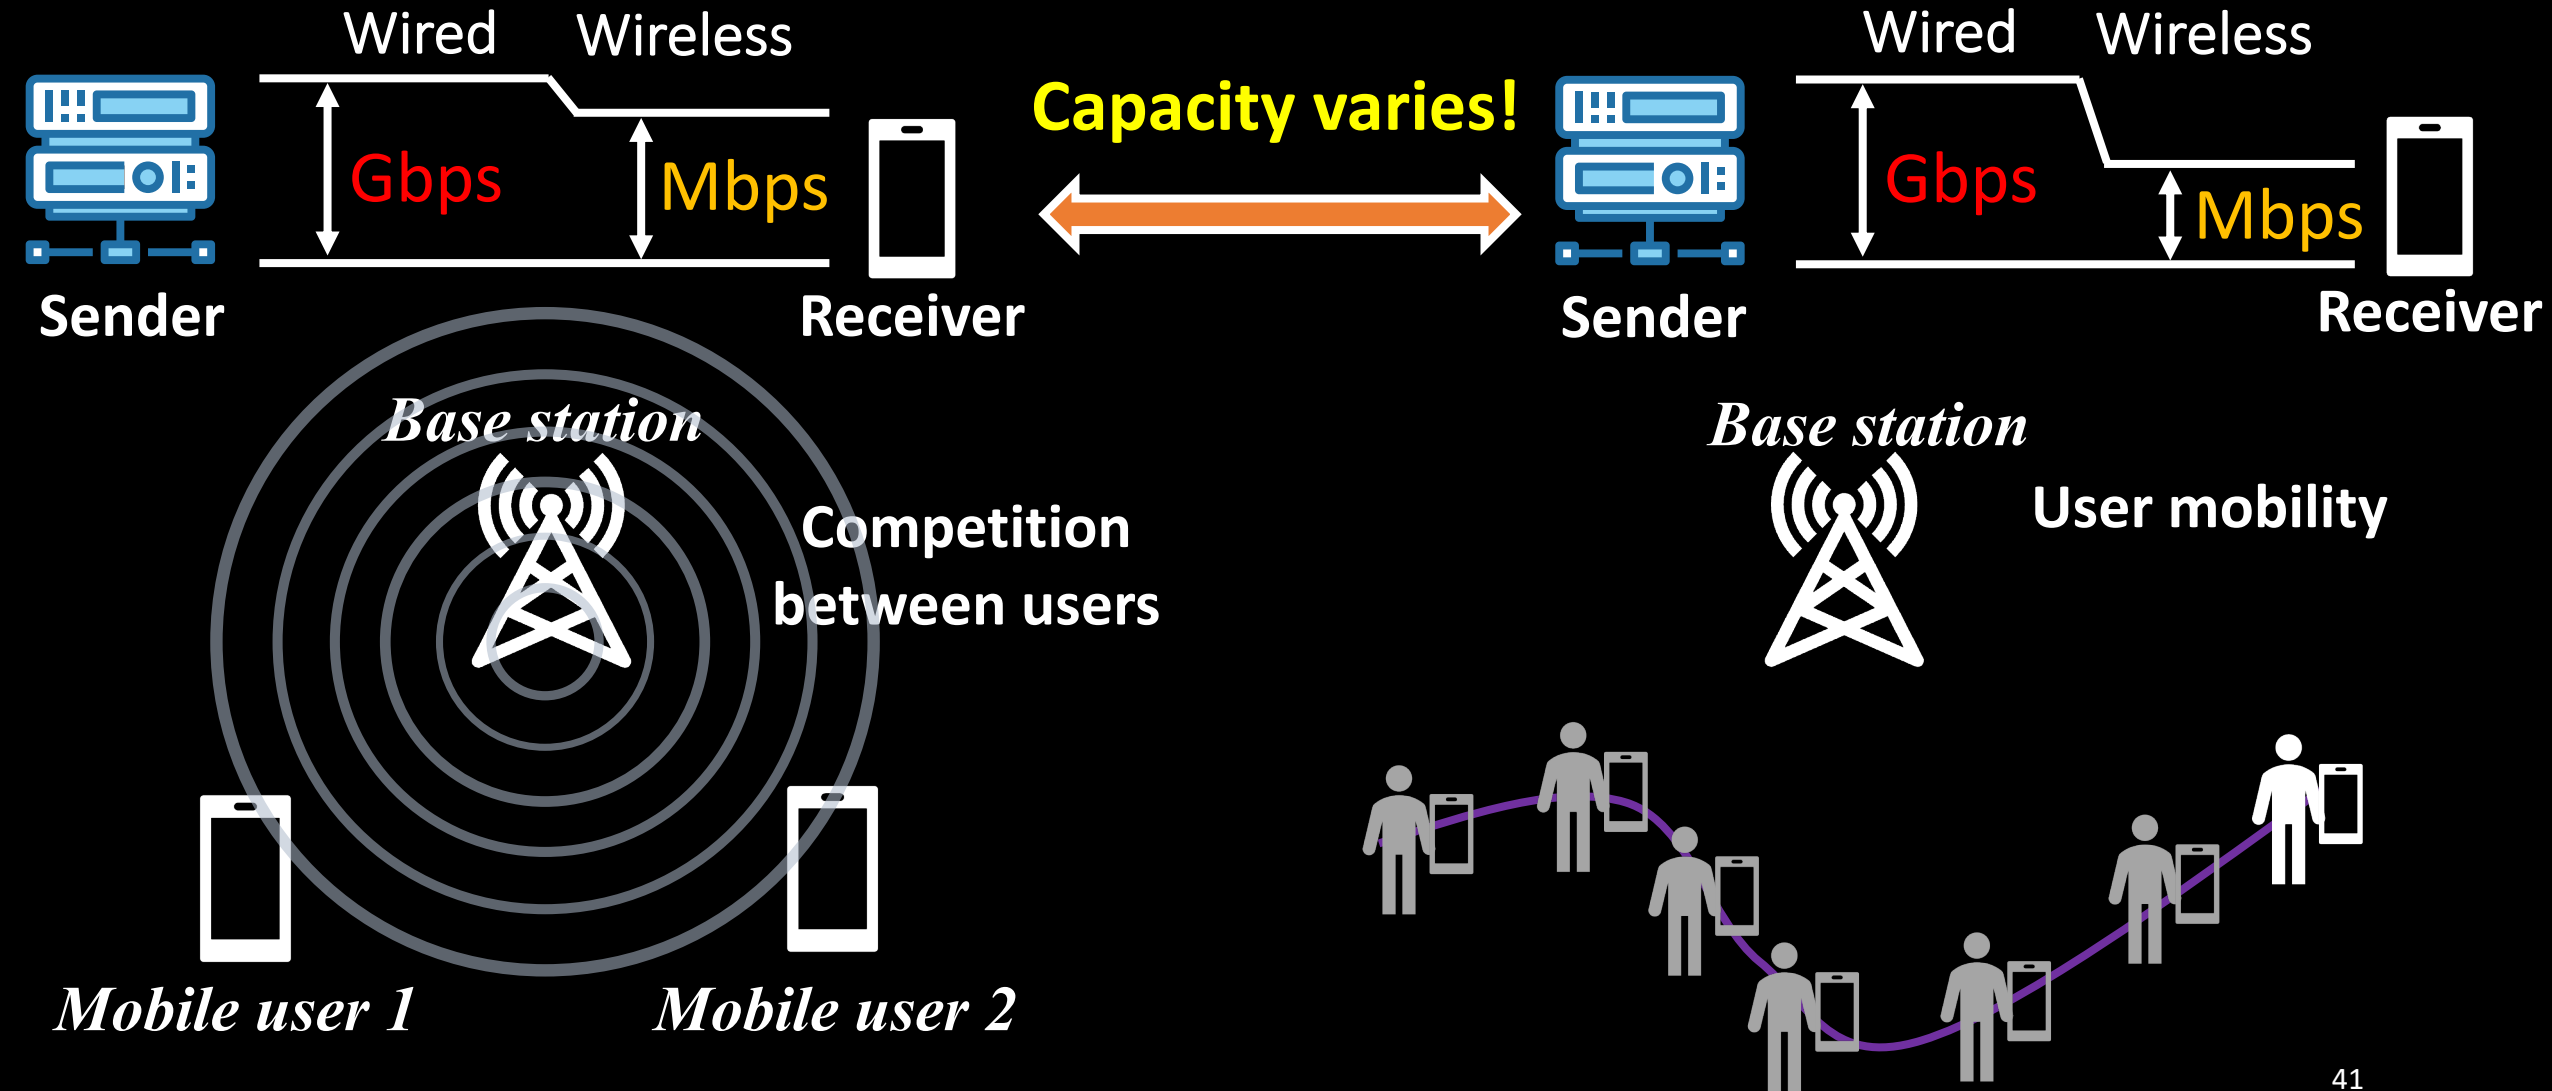 Wired
Wireless
Gbps
Mbps
Sender
Receiver
Capacity varies!
Wired
Wireless
Gbps
Mbps
Sender
Receiver
Base station
Competition
between users
Mobile user 1
Mobile user 2
Base station
User mobility
41